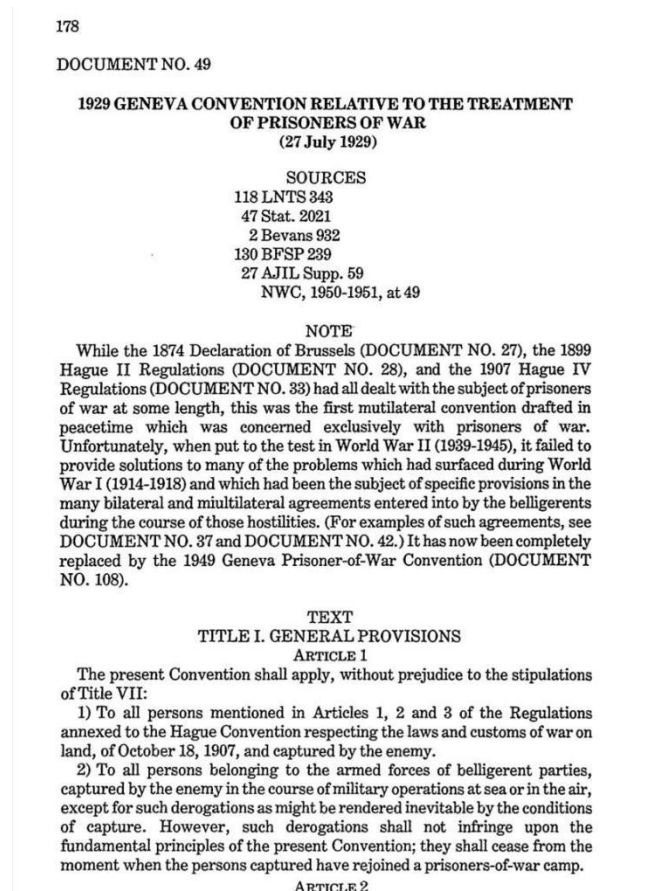 178
DOCUMENT NO. 49
1929 GENEVA CONVENTION RELATIVE TO THE TREATMENT
OF PRISONERS OF WAR
(27 July 1929)
SOURCES
118 LNTS 343
47 Stat. 2021
2 Bevans 932
130 BFSP 239
27 AJIL Supp. 59
NWC, 1950-1951, at 49
NOTE
While the 1874 Declaration of Brussels (DOCUMENT NO. 27), the 1899
Hague II Regulations (DOCUMENT NO. 28), and the 1907 Hague IV
Regulations (DOCUMENT NO. 33) had all dealt with the subject of prisoners
of war at some length, this was the first mutilateral convention drafted in
peacetime which was concerned exclusively with prisoners of war.
Unfortunately, when put to the test in World War II (1939-1945), it failed to
provide solutions to many of the problems which had surfaced during World
War I (1914-1918) and which had been the subject of specific provisions in the
many bilateral and miultilateral agreements entered into by the belligerents
during the course of those hostilities. (For examples of such agreements, see
DOCUMENT NO. 37 and DOCUMENT NO. 42.) It has now been completely
replaced by the 1949 Geneva Prisoner-of-War Convention (DOCUMENT
NO. 108).
TEXT
TITLE I. GENERAL PROVISIONS
ARTICLE 1
The present Convention shall apply, without prejudice to the stipulations
of Title VII:
1) To all persons mentioned in Articles 1, 2 and 3 of the Regulations
annexed to the Hague Convention respecting the laws and customs of war on
land, of October 18, 1907, and captured by the enemy.
2) To all persons belonging to the armed forces of belligerent parties,
captured by the enemy in the course of military operations at sea or in the air,
except for such derogations as might be rendered inevitable by the conditions
of capture. However, such derogations shall not infringe upon the
fundamental principles of the present Convention; they shall cease from the
moment when the persons captured have rejoined a prisoners-of-war camp.
ARTICLE 2